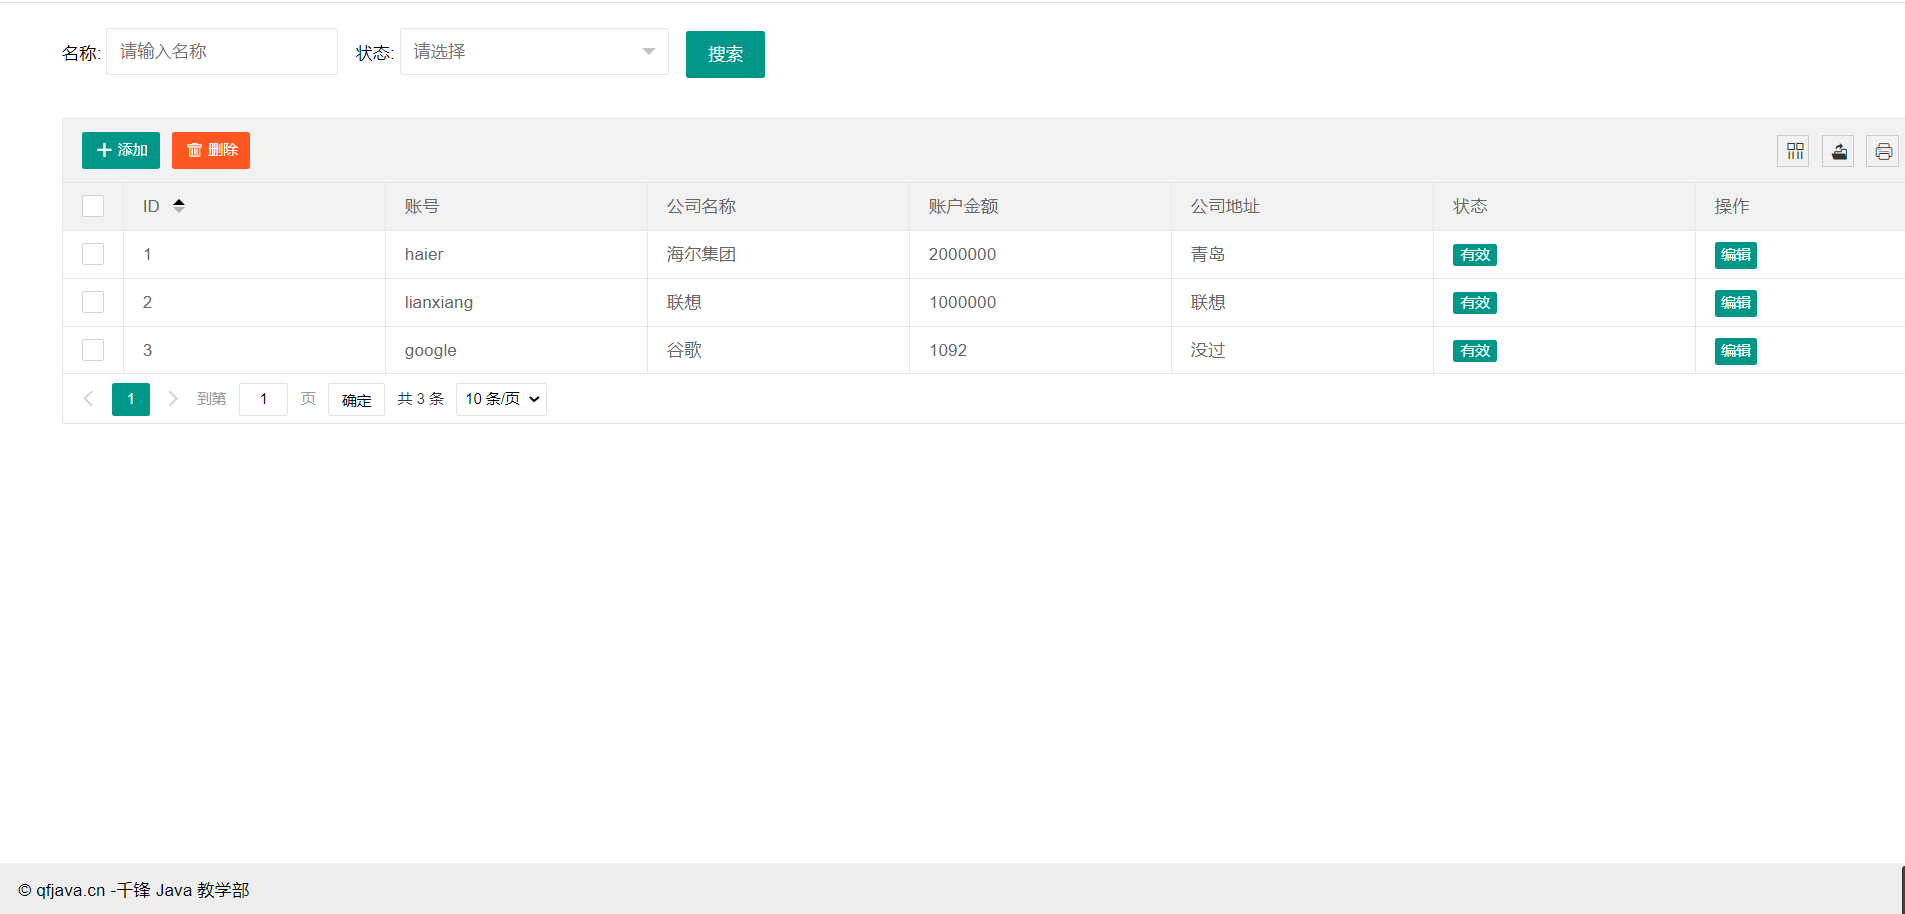 名称: 请输入名称 状态: 请选择 搜索
添加 删除
ID 账号 公司名称 账户金额 公司地址 状态 操作
1 haier 海尔集团 2000000 青岛 有效 编辑
2 lianxiang 联想 1000000 联想 有效 编辑
3 google 谷歌 1092 没过 有效 编辑
1 到第 1 页 确定 共 3 条 10 条/页
© qfjava.cn -千锋 Java 教学部